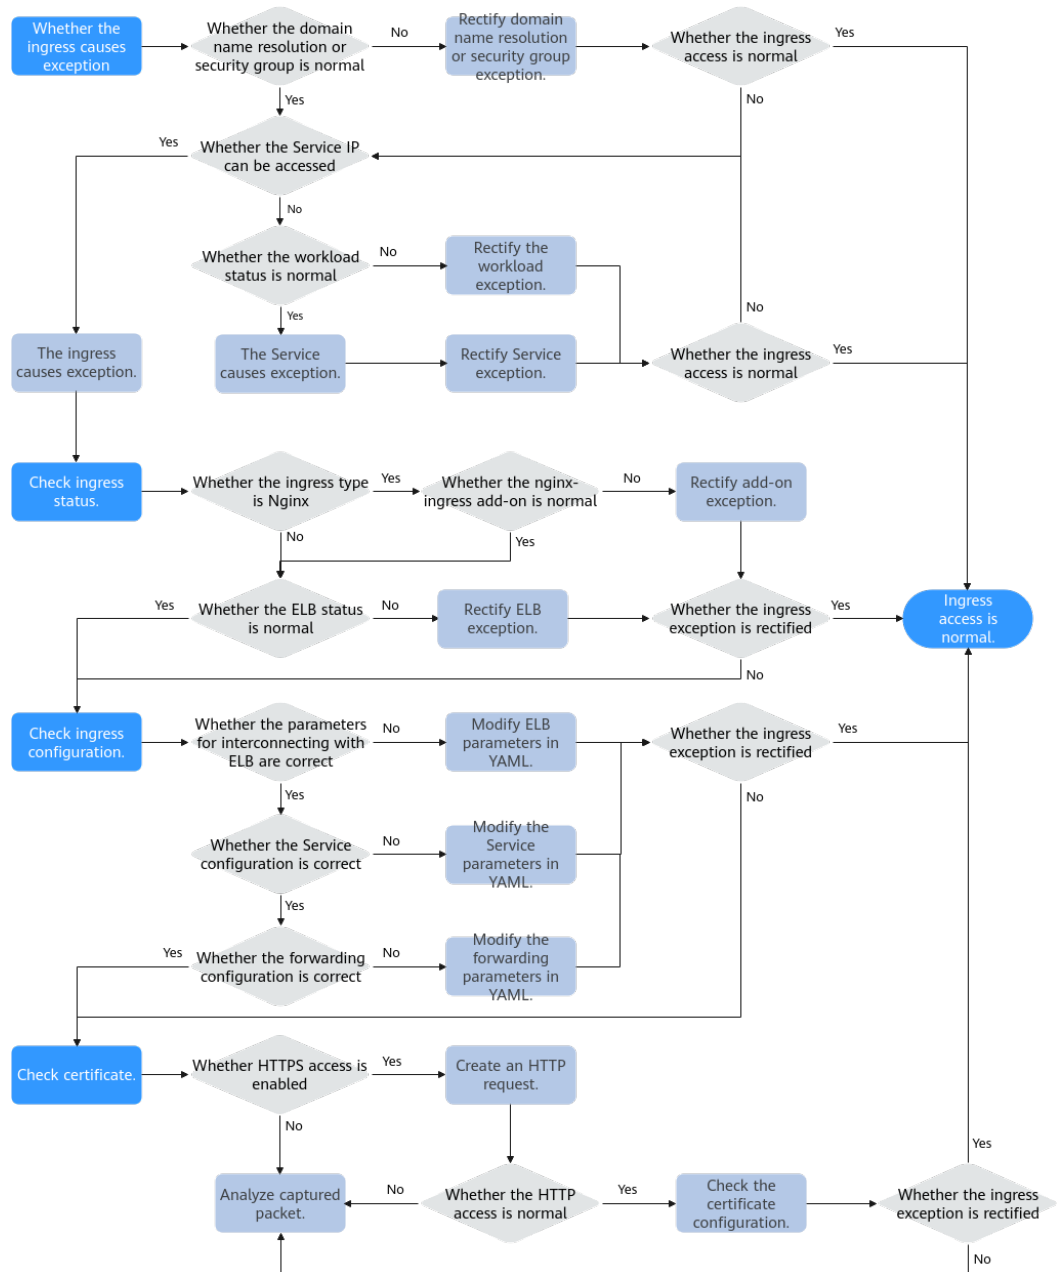 Whether the
ingress causes
exception
Whether the domain
name resolution or
security group is normal
No
Rectify domain
name resolution
or security group
exception.
Whether the ingress
access is normal
Yes
Yes
No
Yes
Whether the Service IP
can be accessed
No
Whether the workload
status is normal
No
Rectify the
workload
exception.
Yes
No
The ingress
causes exception.
The Service
causes exception.
Rectify Service
exception.
Whether the ingress
access is normal
Yes
Check ingress
status.
Whether the ingress type
is Nginx
Yes
Whether the nginx-
ingress add-on is normal
No
Rectify add-on
exception.
No
Yes
Yes
Whether the ELB status
is normal
No
Rectify ELB
exception.
Whether the ingress
exception is rectified
Yes
Ingress
access is
normal.
No
Check ingress
configuration.
Whether the parameters
for interconnecting with
ELB are correct
No
Modify ELB
parameters in
YAML.
Whether the ingress
exception is rectified
Yes
Yes
No
Whether the Service
configuration is correct
No
Modify the
Service
parameters in
YAML.
Yes
Yes
Whether the forwarding
configuration is correct
No
Modify the
forwarding
parameters in
YAML.
Check certificate.
Whether HTTPS access is
enabled
Yes
Create an HTTP
request.
No
Yes
Analyze captured
packet.
No
Whether the HTTP
access is normal
Yes
Check the
certificate
configuration.
Whether the ingress
exception is rectified
No